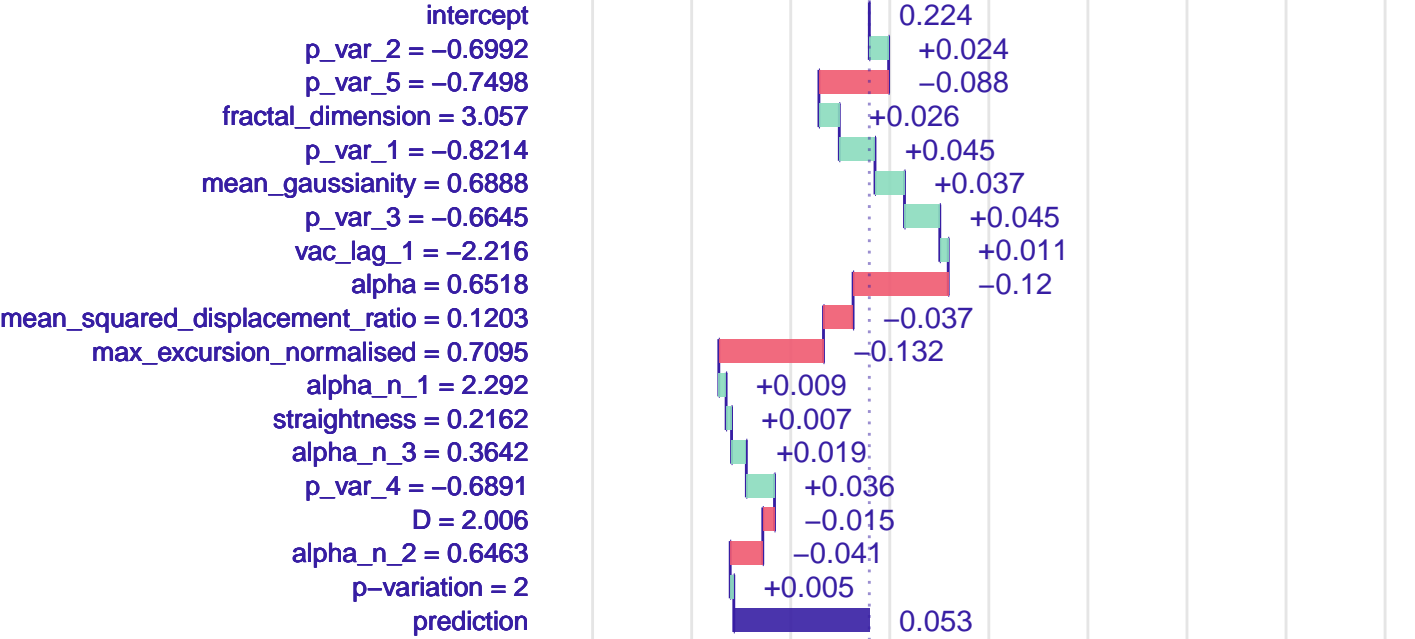 intercept 0.224
p_var_2 = −0.6992 +0.024
p_var_5 = −0.7498 −0.088
fractal_dimension = 3.057 +0.026
p_var_1 = −0.8214 +0.045
mean_gaussianity = 0.6888 +0.037
p_var_3 = −0.6645 +0.045
vac_lag_1 = −2.216 +0.011
alpha = 0.6518 −0.12
mean_squared_displacement_ratio = 0.1203 −0.037
max_excursion_normalised = 0.7095 −0.132
alpha_n_1 = 2.292 +0.009
straightness = 0.2162 +0.007
alpha_n_3 = 0.3642 +0.019
p_var_4 = −0.6891 +0.036
D = 2.006 −0.015
alpha_n_2 = 0.6463 −0.041
p−variation = 2 +0.005
prediction 0.053